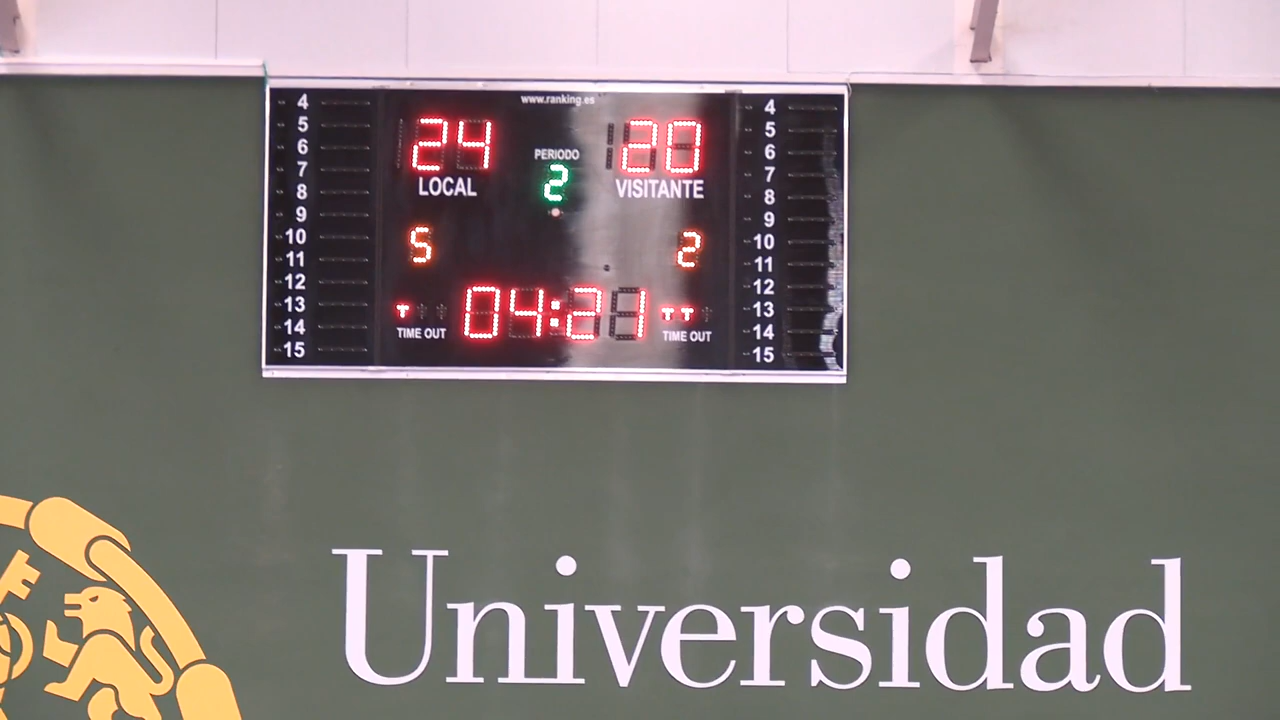 www.ranking.es
24 PERIODO 20
LOCAL 2 VISITANTE
5 2
T 04:21 TT
TIME OUT TIME OUT
4 4
5 5
6 6
7 7
8 8
9 9
10 10
11 11
12 12
13 13
14 14
15 15
Universidad